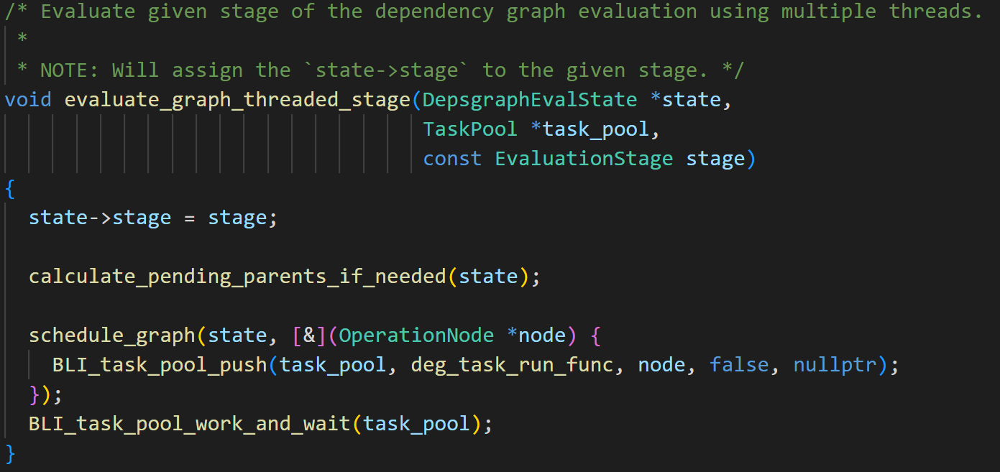 /* Evaluate given stage of the dependency graph evaluation using multiple threads.
 *
 * NOTE: Will assign the `state->stage` to the given stage. */
void evaluate_graph_threaded_stage(DepsgraphEvalState *state,
                                   TaskPool *task_pool,
                                   const EvaluationStage stage)
{
  state->stage = stage;

  calculate_pending_parents_if_needed(state);

  schedule_graph(state, [&](OperationNode *node) {
    BLI_task_pool_push(task_pool, deg_task_run_func, node, false, nullptr);
  });
  BLI_task_pool_work_and_wait(task_pool);
}